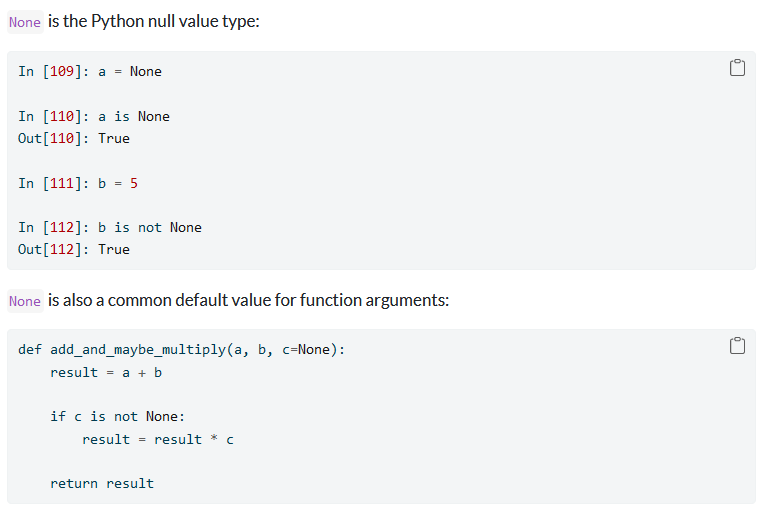 None is the Python null value type:
In [109]: a = None
In [110]: a is None
Out[110]: True
In [111]: b = 5
In [112]: b is not None
Out[112]: True
None is also a common default value for function arguments:
def add_and_maybe_multiply(a, b, c=None):
    result = a + b
    if c is not None:
        result = result * c
    return result